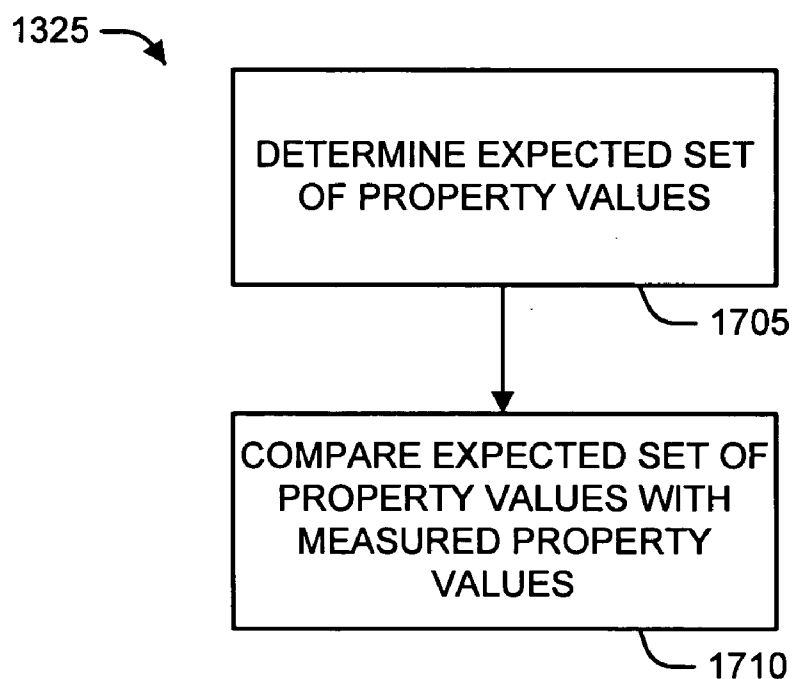 1325
DETERMINE EXPECTED SET
OF PROPERTY VALUES
1705
COMPARE EXPECTED SET OF
PROPERTY VALUES WITH
MEASURED PROPERTY
VALUES
1710